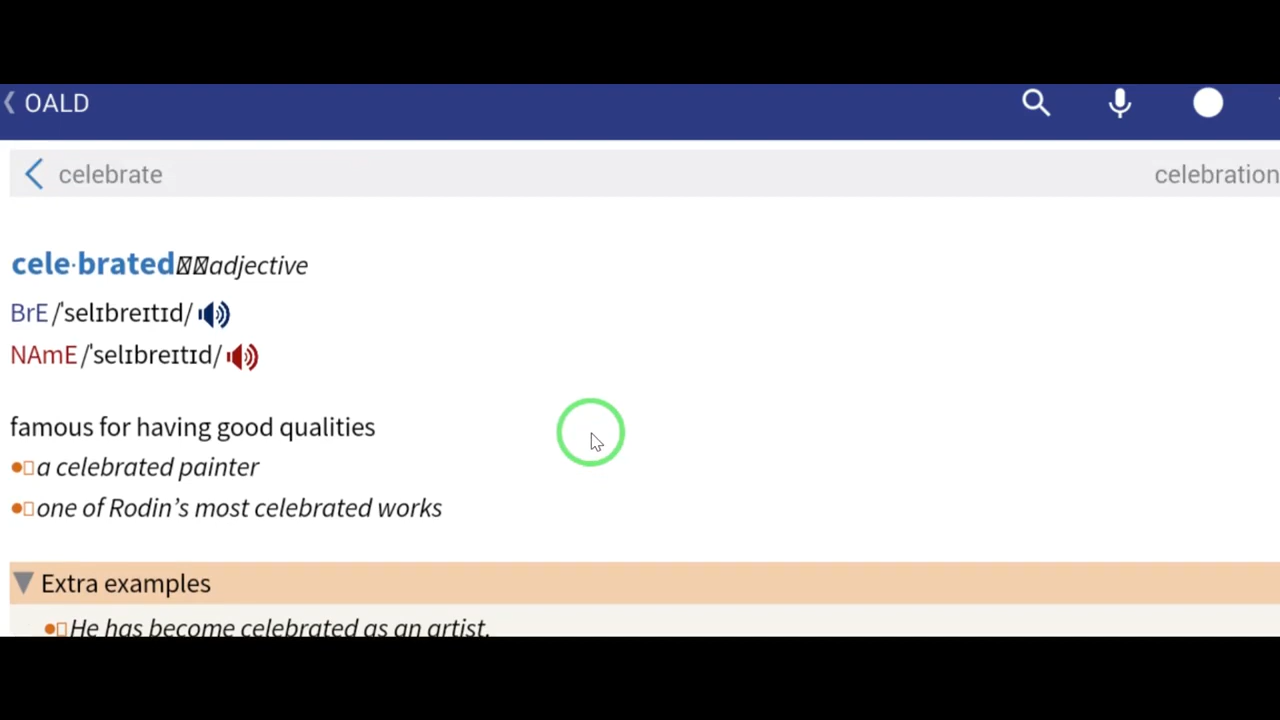 OALD
celebrate celebration
cele·brated adjective
BrE /ˈselɪbreɪtɪd/
NAmE /ˈselɪbreɪtɪd/
famous for having good qualities
a celebrated painter
one of Rodin’s most celebrated works
Extra examples
He has become celebrated as an artist.